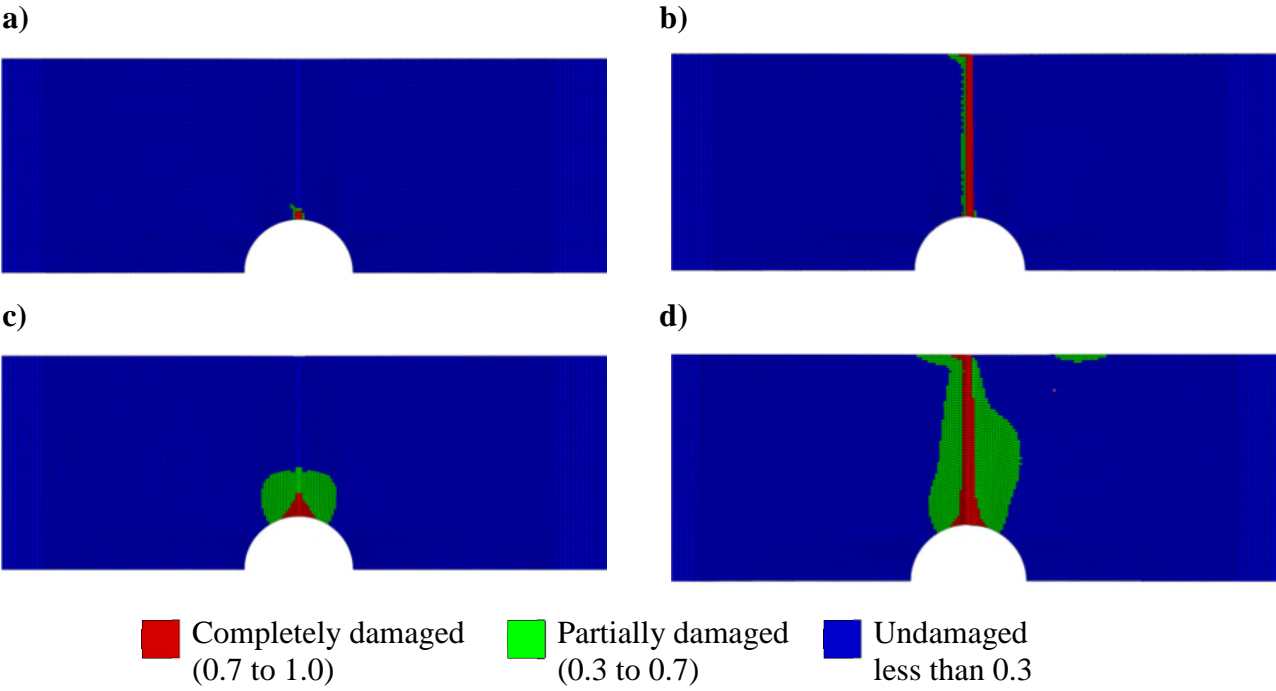 a)
b)
c)
d)
Completely damaged
(0.7 to 1.0)
Partially damaged
(0.3 to 0.7)
Undamaged
less than 0.3